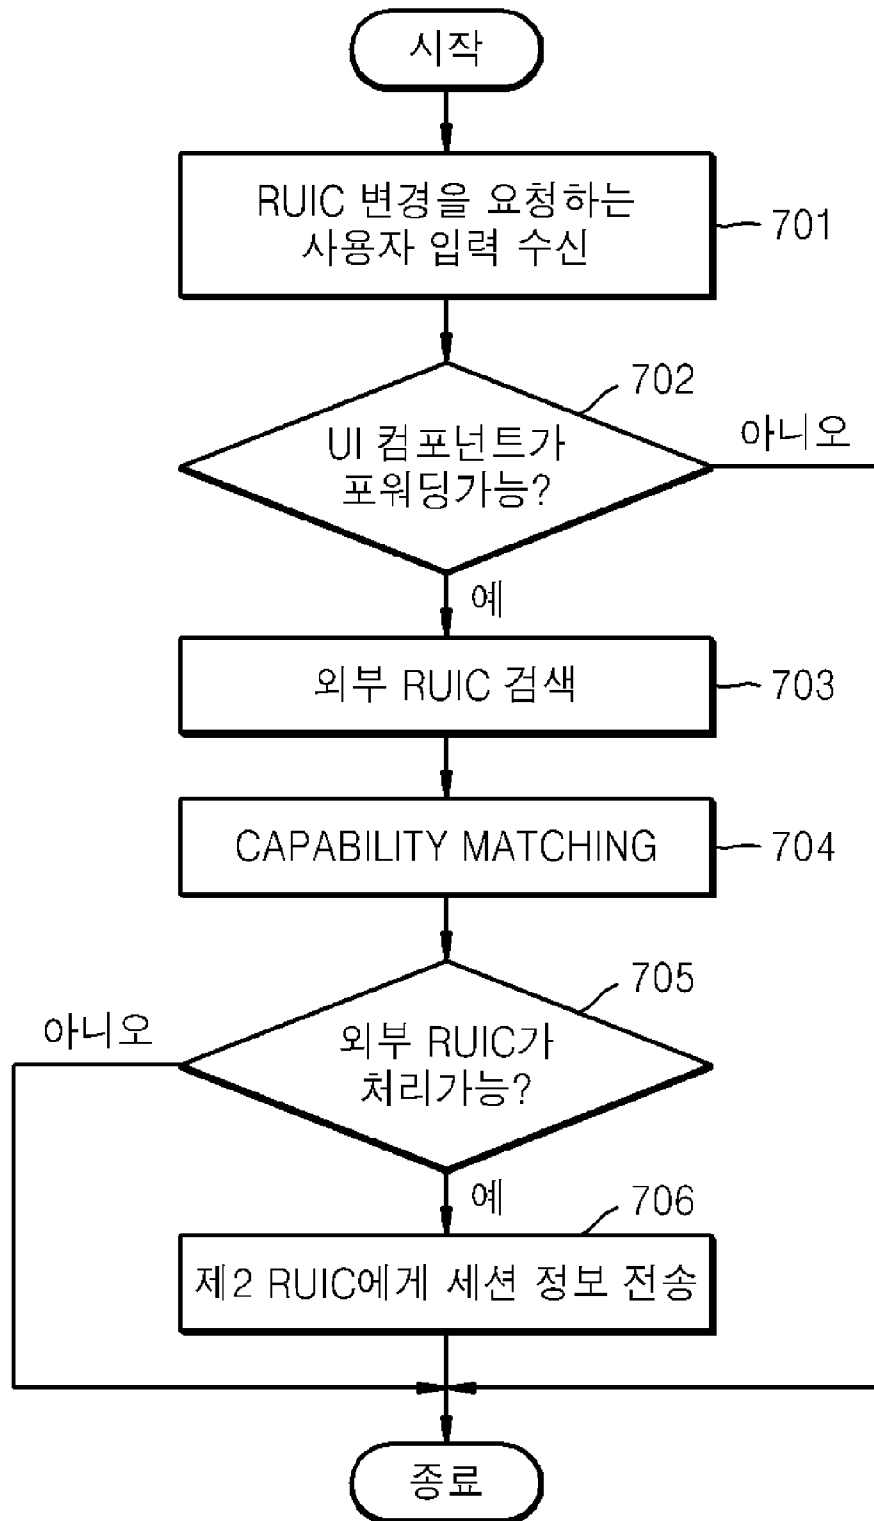 시작
RUIC 변경을 요청하는
사용자 입력 수신
701
702
UI 컴포넌트가
포워딩가능?
아니오
예
외부 RUIC 검색
703
CAPABILITY MATCHING
704
705
아니오
외부 RUIC가
처리가능?
예
706
제2 RUIC에게 세션 정보 전송
종료